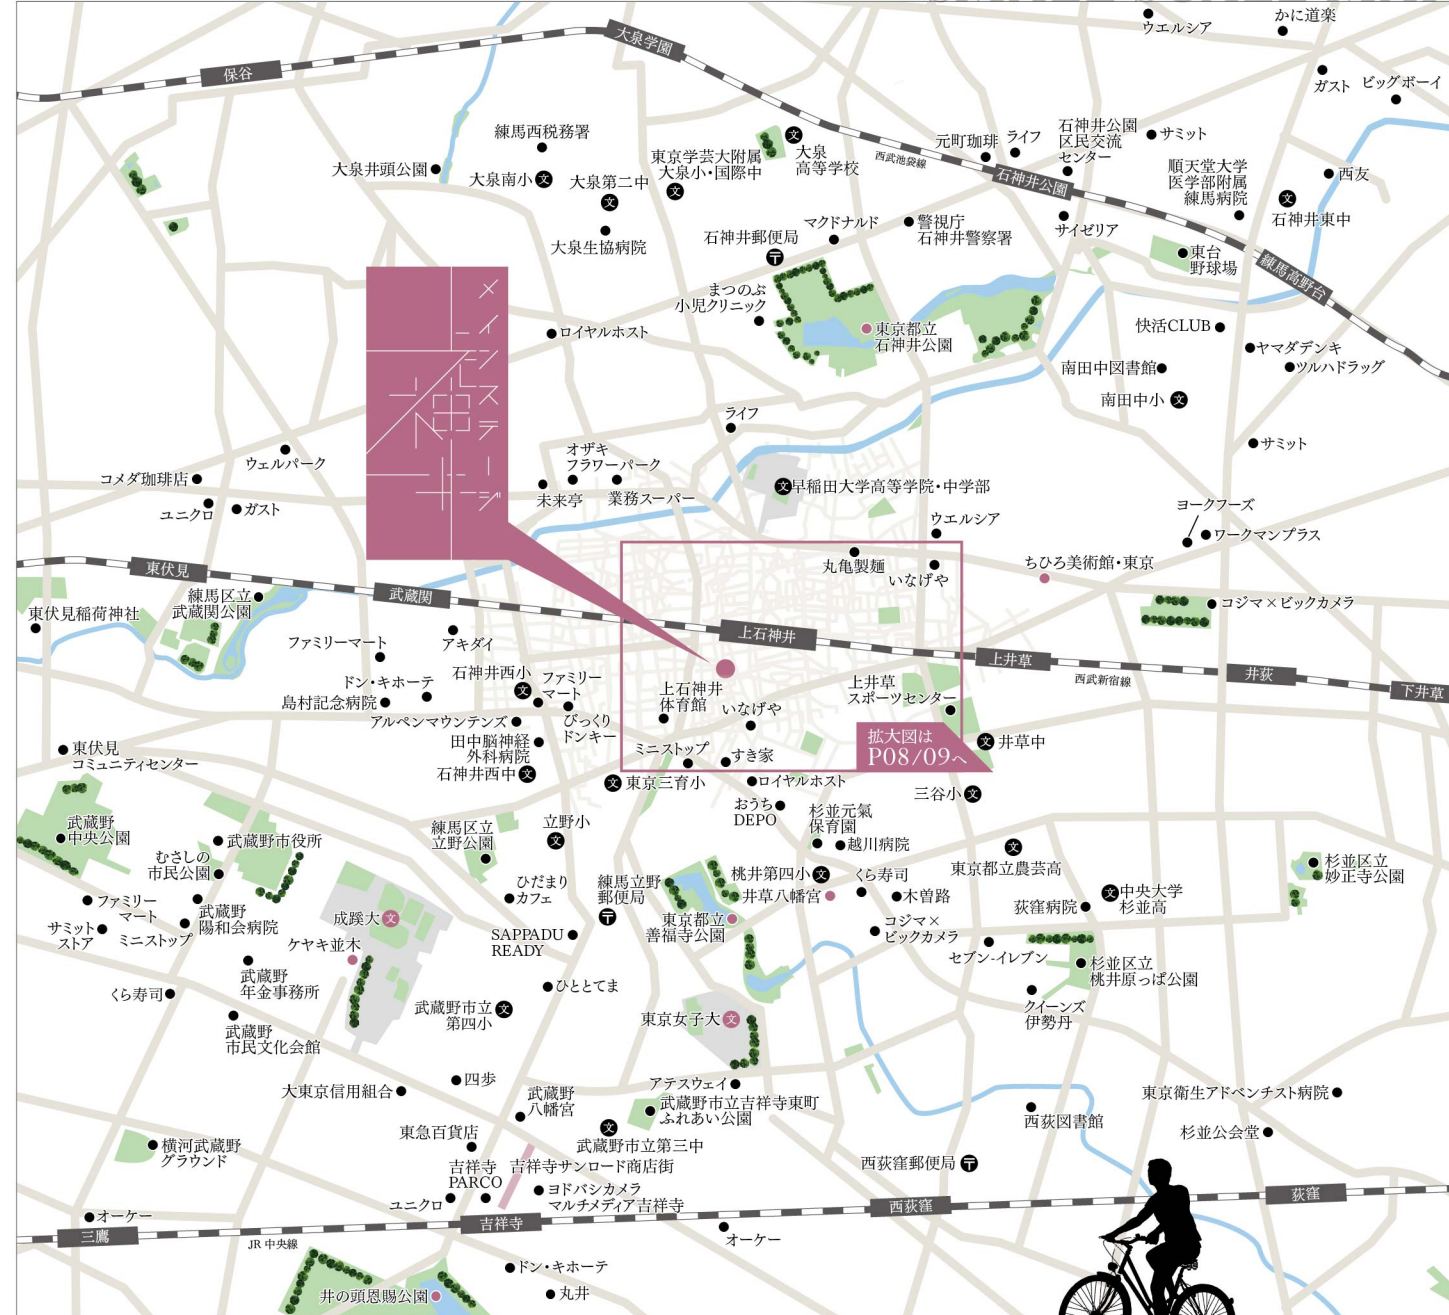 ウエルシア
かに道楽
大泉学園
保谷
ガスト
ビッグボーイ
練馬西税務署
東京学芸大附属
大泉小・国際中
大泉
高等学校
西武池袋線
元町珈琲
ライフ
石神井公園
区民交流
センター
サミット
大泉井頭公園
大泉南小
文
大泉第二中
文
文
文
石神井公園
順天堂大学
医学部附属
練馬病院
西友
文
石神井東中
大泉生協病院
石神井郵便局
マクドナルド
警視庁
石神井警察署
サイゼリア
東台
野球場
練馬高野台
メインステージ
上石神井
まつのぶ
小児クリニック
ロイヤルホスト
東京都立
石神井公園
快活CLUB
ヤマダデンキ
ツルハドラッグ
南田中図書館
南田中小
文
ライフ
サミット
オザキ
フラワーパーク
ウェルパーク
コメダ珈琲店
ユニクロ
ガスト
未来亭
業務スーパー
文
早稲田大学高等学院・中学部
ウエルシア
ヨークフーズ
ワークマンプラス
丸亀製麺
いなげや
ちひろ美術館・東京
東伏見
武蔵関
練馬区立
武蔵関公園
東伏見稲荷神社
コジマ×ビックカメラ
上石神井
上井草
西武新宿線
井荻
下井草
ファミリーマート
アキダイ
石神井西小
文
ファミリー
マート
ドン・キホーテ
島村記念病院
アルペンマウンテンズ
びっくり
ドンキー
上石神井
体育館
いなげや
上井草
スポーツセンター
田中脳神経
外科病院
石神井西中
文
ミニストップ
すき家
拡大図は
P08/09へ
文
井草中
東伏見
コミュニティセンター
文
東京三育小
ロイヤルホスト
三谷小
文
おうち
DEPO
杉並元氣
保育園
越川病院
武蔵野
中央公園
武蔵野市役所
むさしの
市民公園
練馬区立
立野公園
立野小
文
文
東京都立農芸高
杉並区立
妙正寺公園
ひだまり
カフェ
練馬立野
郵便局
桃井第四小
文
井草八幡宮
くら寿司
木曽路
荻窪病院
文
中央大学
杉並高
ファミリー
マート
サミット
ストア
ミニストップ
武蔵野
陽和会病院
成蹊大
文
ケヤキ並木
SAPPADU
READY
東京都立
善福寺公園
コジマ×
ビックカメラ
セブン-イレブン
杉並区立
桃井原っぱ公園
武蔵野
年金事務所
くら寿司
ひととてま
クイーンズ
伊勢丹
武蔵野市立
第四小
文
武蔵野
市民文化会館
東京女子大
文
大東京信用組合
四歩
アテスウェイ
武蔵野
八幡宮
武蔵野市立吉祥寺東町
ふれあい公園
東京衛生アドベンチスト病院
西荻図書館
杉並公会堂
文
武蔵野市立第三中
横河武蔵野
グラウンド
東急百貨店
吉祥寺
PARCO
吉祥寺サンロード商店街
西荻窪郵便局
ユニクロ
ヨドバシカメラ
マルチメディア吉祥寺
オーケー
三鷹
JR 中央線
吉祥寺
西荻窪
荻窪
オーケー
ドン・キホーテ
丸井
井の頭恩賜公園